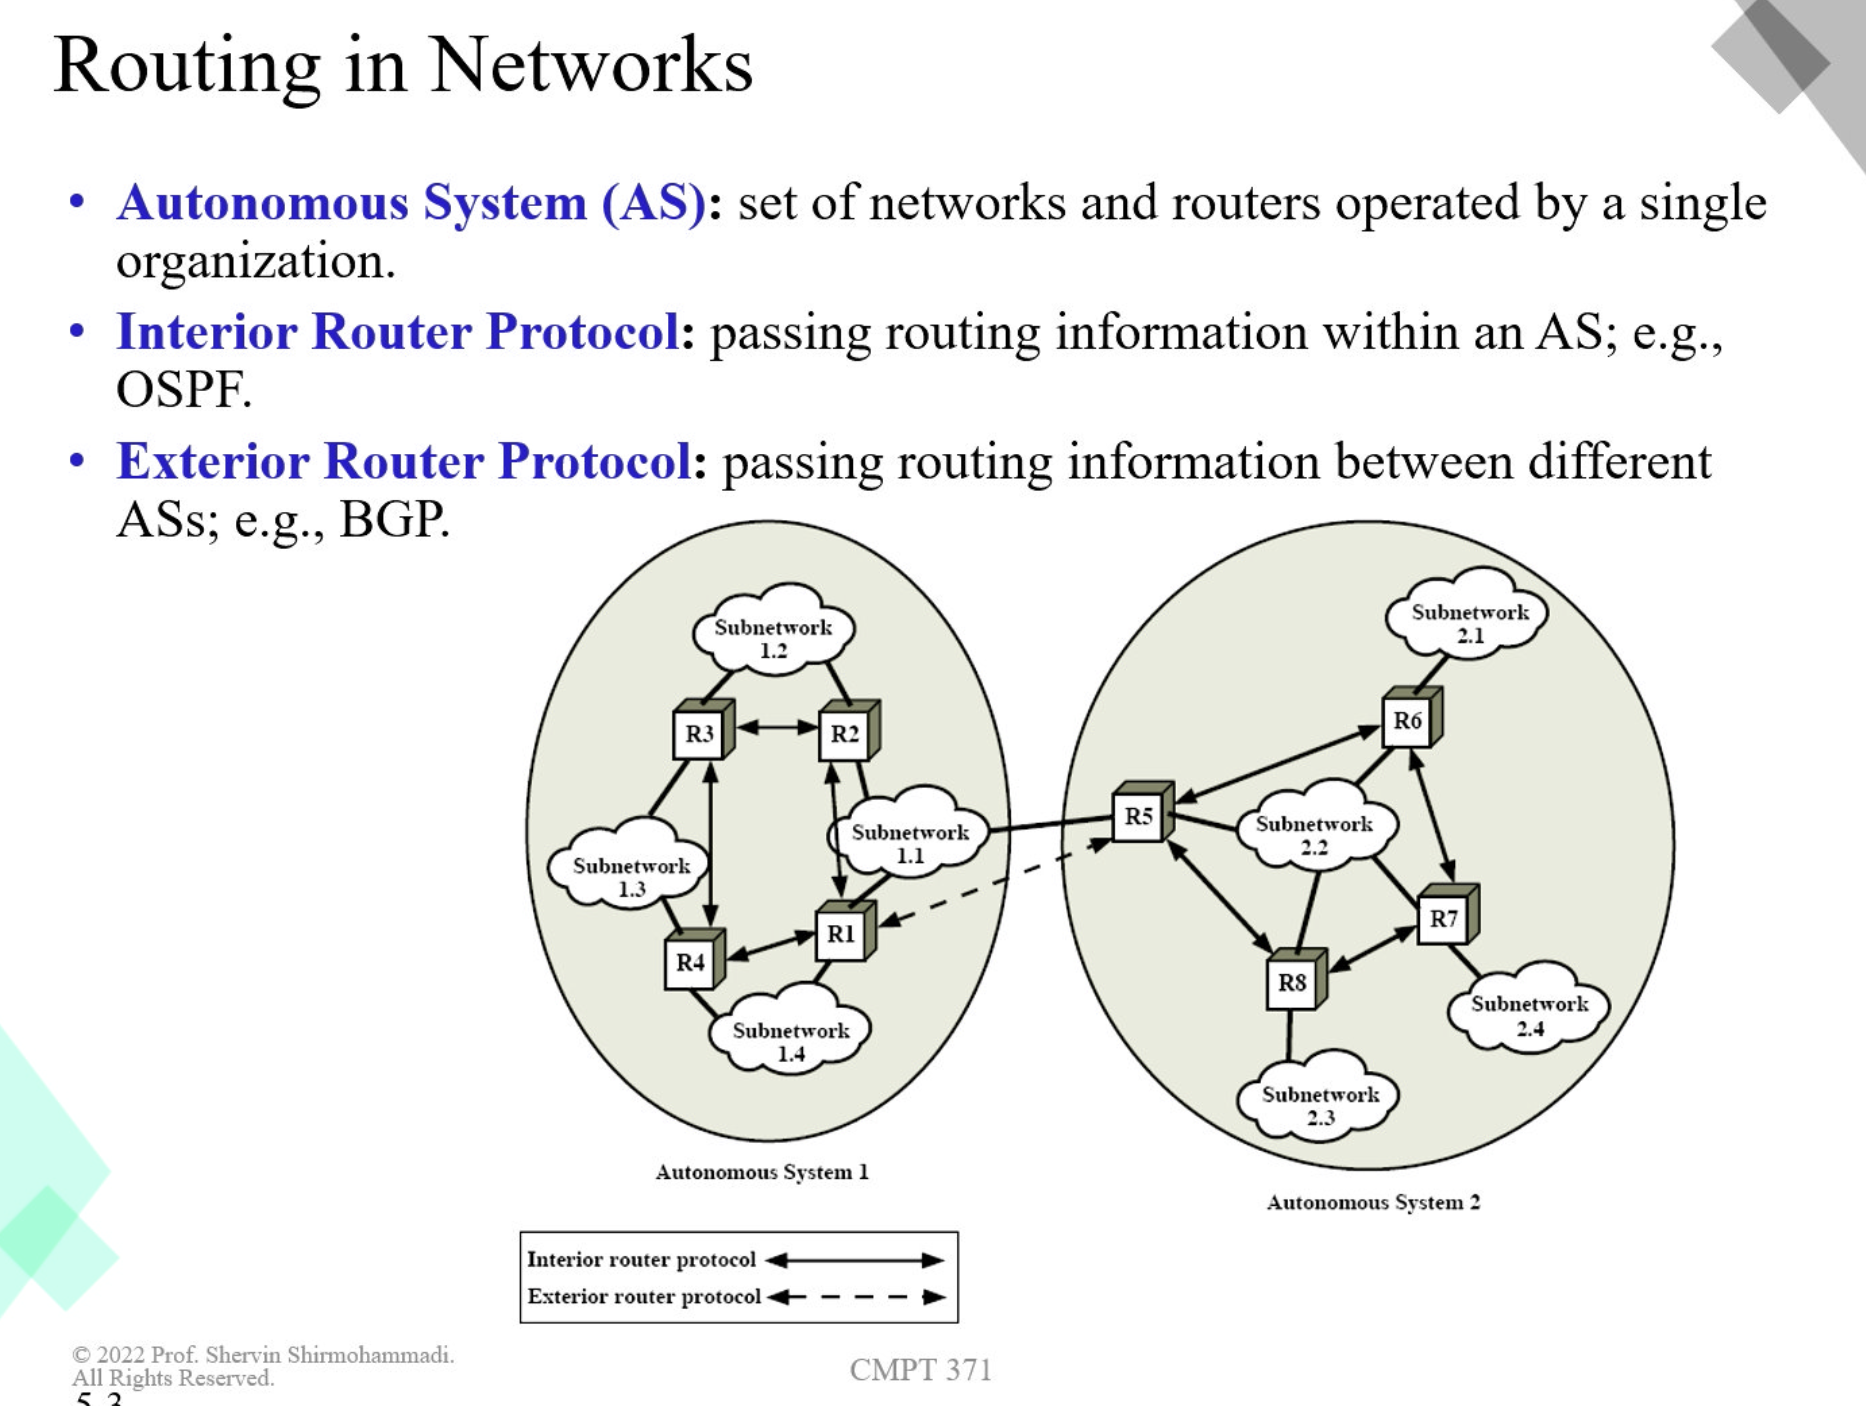 Routing in Networks
• Autonomous System (AS): set of networks and routers operated by a single
organization.
• Interior Router Protocol: passing routing information within an AS; e.g.,
OSPF.
• Exterior Router Protocol: passing routing information between different
ASs; e.g., BGP.
Subnetwork
1.2
R3
R2
Subnetwork
1.1
Subnetwork
1.3
R4
R1
Subnetwork
1.4
Autonomous System 1
Subnetwork
2.1
R6
R5
Subnetwork
2.2
R7
R8
Subnetwork
2.4
Subnetwork
2.3
Autonomous System 2
Interior router protocol
Exterior router protocol
© 2022 Prof. Shervin Shirmohammadi.
All Rights Reserved.
CMPT 371
5-3